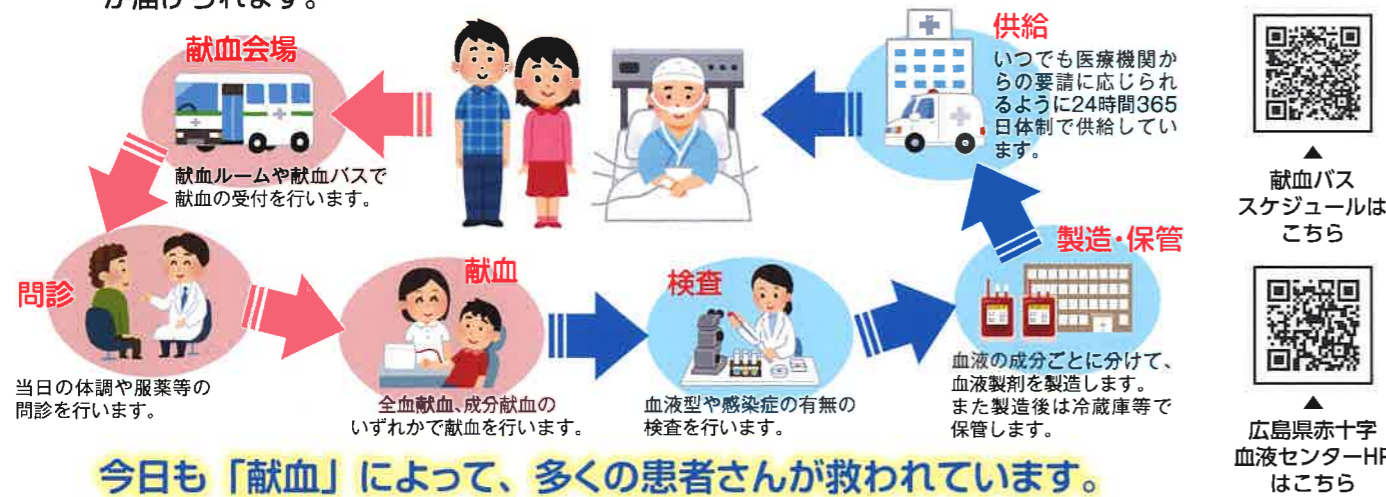 が届けられます。
献血会場
献血ルームや献血バスで
献血の受付を行います。
問診
当日の体調や服薬等の
問診を行います。
献血
全血献血、成分献血の
いずれかで献血を行います。
検査
血液型や感染症の有無の
検査を行います。
製造・保管
血液の成分ごとに分けて、
血液製剤を製造します。
また製造後は冷蔵庫等で
保管します。
供給
いつでも医療機関か
らの要請に応じられ
るように24時間365
日体制で供給してい
ます。
▲
献血バス
スケジュールは
こちら
▲
広島県赤十字
血液センターHP
はこちら
今日も「献血」によって、多くの患者さんが救われています。